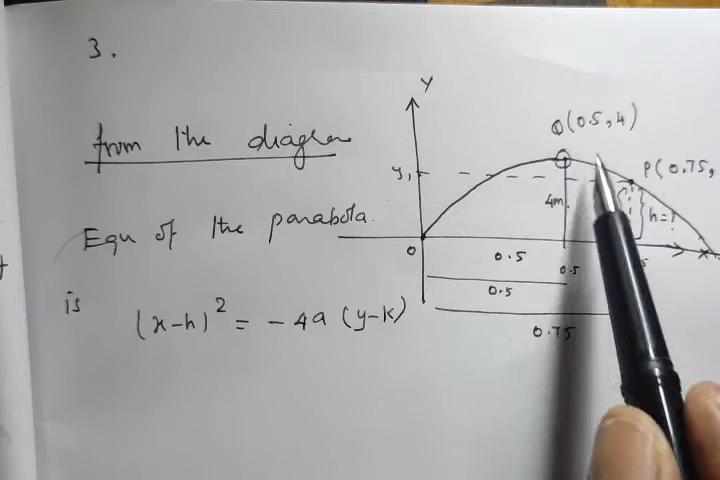 3.
from the diagram
Y
Q(0.5, 4)
P(0.75,
y₁
4m.
h=?
Equ of the parabola.
0
0.5
0.5
0.5
is
(x-h)² = -4a (y-k)
0.75